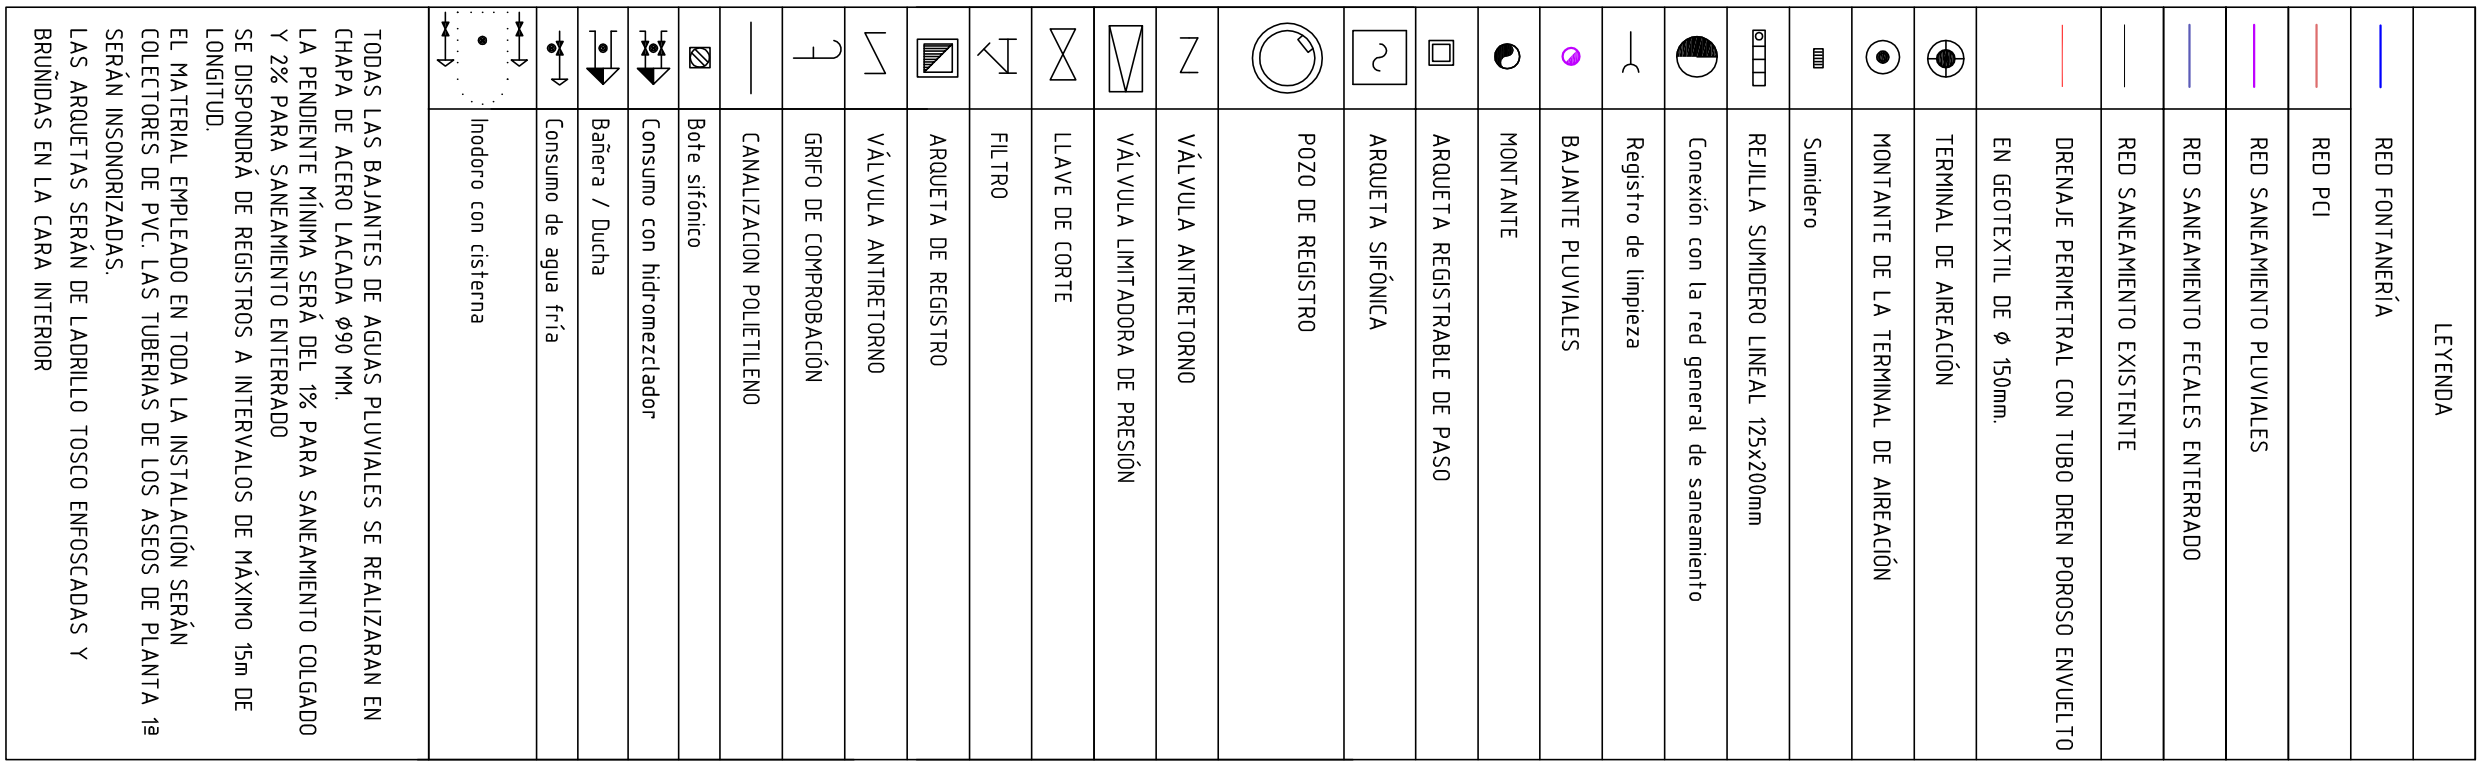 LEYENDA
RED FONTANERÍA
RED PCI
RED SANEAMIENTO PLUVIALES
RED SANEAMIENTO FECALES ENTERRADO
RED SANEAMIENTO EXISTENTE
DRENAJE PERIMETRAL CON TUBO DREN POROSO ENVUELTO
EN GEOTEXTIL DE Ø 150mm.
TERMINAL DE AIREACIÓN
MONTANTE DE LA TERMINAL DE AIREACIÓN
Sumidero
REJILLA SUMIDERO LINEAL 125x200mm
Conexión con la red general de saneamiento
Registro de limpieza
BAJANTE PLUVIALES
MONTANTE
ARQUETA REGISTRABLE DE PASO
ARQUETA SIFÓNICA
POZO DE REGISTRO
VÁLVULA ANTIRETORNO
VÁLVULA LIMITADORA DE PRESIÓN
LLAVE DE CORTE
FILTRO
ARQUETA DE REGISTRO
VÁLVULA ANTIRETORNO
GRIFO DE COMPROBACIÓN
CANALIZACION POLIETILENO
Bote sifónico
Consumo con hidromezclador
Bañera / Ducha
Consumo de agua fría
Inodoro con cisterna
TODAS LAS BAJANTES DE AGUAS PLUVIALES SE REALIZARAN EN
CHAPA DE ACERO LACADA Ø90 MM.
LA PENDIENTE MÍNIMA SERÁ DEL 1% PARA SANEAMIENTO COLGADO
Y 2% PARA SANEAMIENTO ENTERRADO
SE DISPONDRÁ DE REGISTROS A INTERVALOS DE MÁXIMO 15m DE
LONGITUD.
EL MATERIAL EMPLEADO EN TODA LA INSTALACIÓN SERÁN
COLECTORES DE PVC. LAS TUBERIAS DE LOS ASEOS DE PLANTA 1ª
SERÁN INSONORIZADAS.
LAS ARQUETAS SERÁN DE LADRILLO TOSCO ENFOSCADAS Y
BRUÑIDAS EN LA CARA INTERIOR